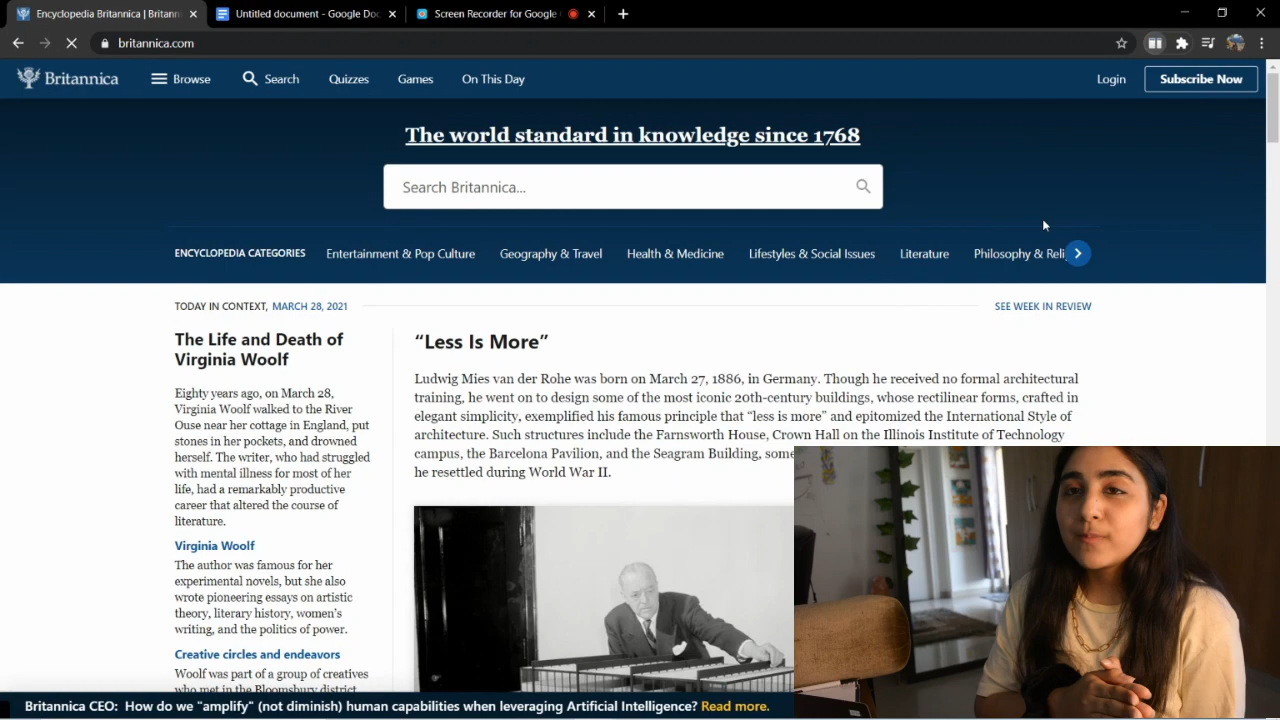 Encyclopedia Britannica | Britann
Untitled document - Google Doc
Screen Recorder for Google
britannica.com
Britannica
Browse
Search
Quizzes
Games
On This Day
Login
Subscribe Now
The world standard in knowledge since 1768
Search Britannica...
ENCYCLOPEDIA CATEGORIES
Entertainment & Pop Culture
Geography & Travel
Health & Medicine
Lifestyles & Social Issues
Literature
Philosophy & Reli
TODAY IN CONTEXT, MARCH 28, 2021
SEE WEEK IN REVIEW
The Life and Death of
Virginia Woolf
Eighty years ago, on March 28,
Virginia Woolf walked to the River
Ouse near her cottage in England, put
stones in her pockets, and drowned
herself. The writer, who had struggled
with mental illness for most of her
life, had a remarkably productive
career that altered the course of
literature.
Virginia Woolf
The author was famous for her
experimental novels, but she also
wrote pioneering essays on artistic
theory, literary history, women's
writing, and the politics of power.
Creative circles and endeavors
Woolf was part of a group of creatives
who met in the Bloomsbury district
“Less Is More”
Ludwig Mies van der Rohe was born on March 27, 1886, in Germany. Though he received no formal architectural
training, he went on to design some of the most iconic 20th-century buildings, whose rectilinear forms, crafted in
elegant simplicity, exemplified his famous principle that “less is more” and epitomized the International Style of
architecture. Such structures include the Farnsworth House, Crown Hall on the Illinois Institute of Technology
campus, the Barcelona Pavilion, and the Seagram Building, some
he resettled during World War II.
Britannica CEO: How do we "amplify" (not diminish) human capabilities when leveraging Artificial Intelligence? Read more.